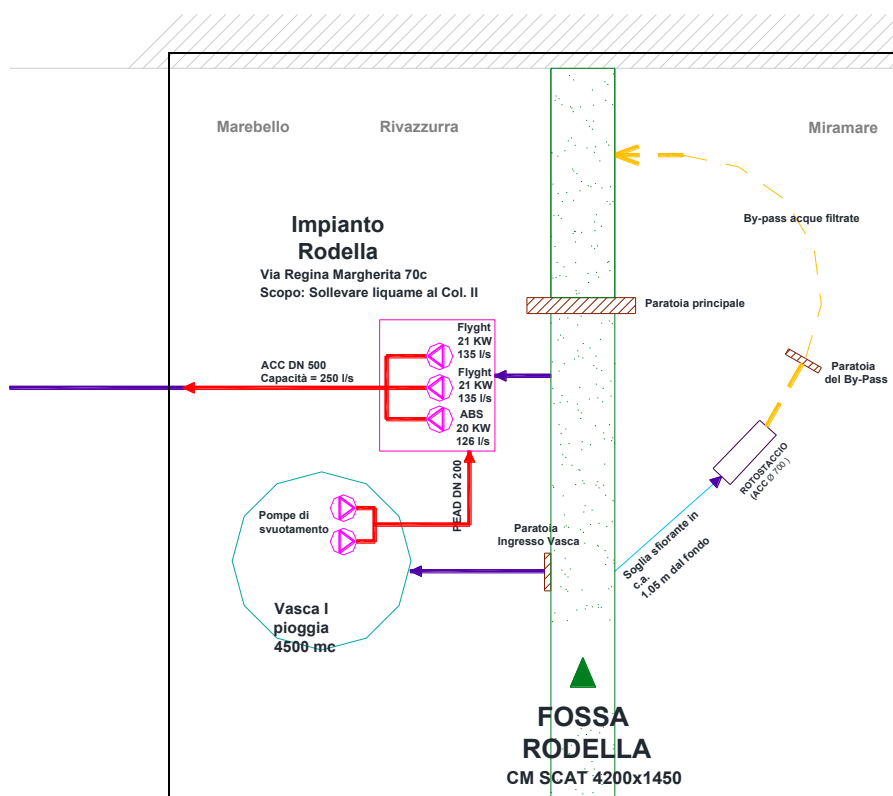 Marebello
Rivazzurra
Miramare
By-pass acque filtrate
Impianto
Rodella
Via Regina Margherita 70c
Scopo: Sollevare liquame al Col. II
Paratoia principale
Flyght
21 KW
135 l/s
ACC DN 500
Capacità = 250 l/s
Flyght
21 KW
135 l/s
Paratoia
del By-Pass
ABS
20 KW
126 l/s
ROTOSTACCIO
(ACC Ø 700 )
PEAD DN 200
Pompe di
svuotamento
Paratoia
Ingresso Vasca
Soglia sfiorante in
c.a.
1.05 m dal fondo
Vasca I
pioggia
4500 mc
FOSSA
RODELLA
CM SCAT 4200x1450